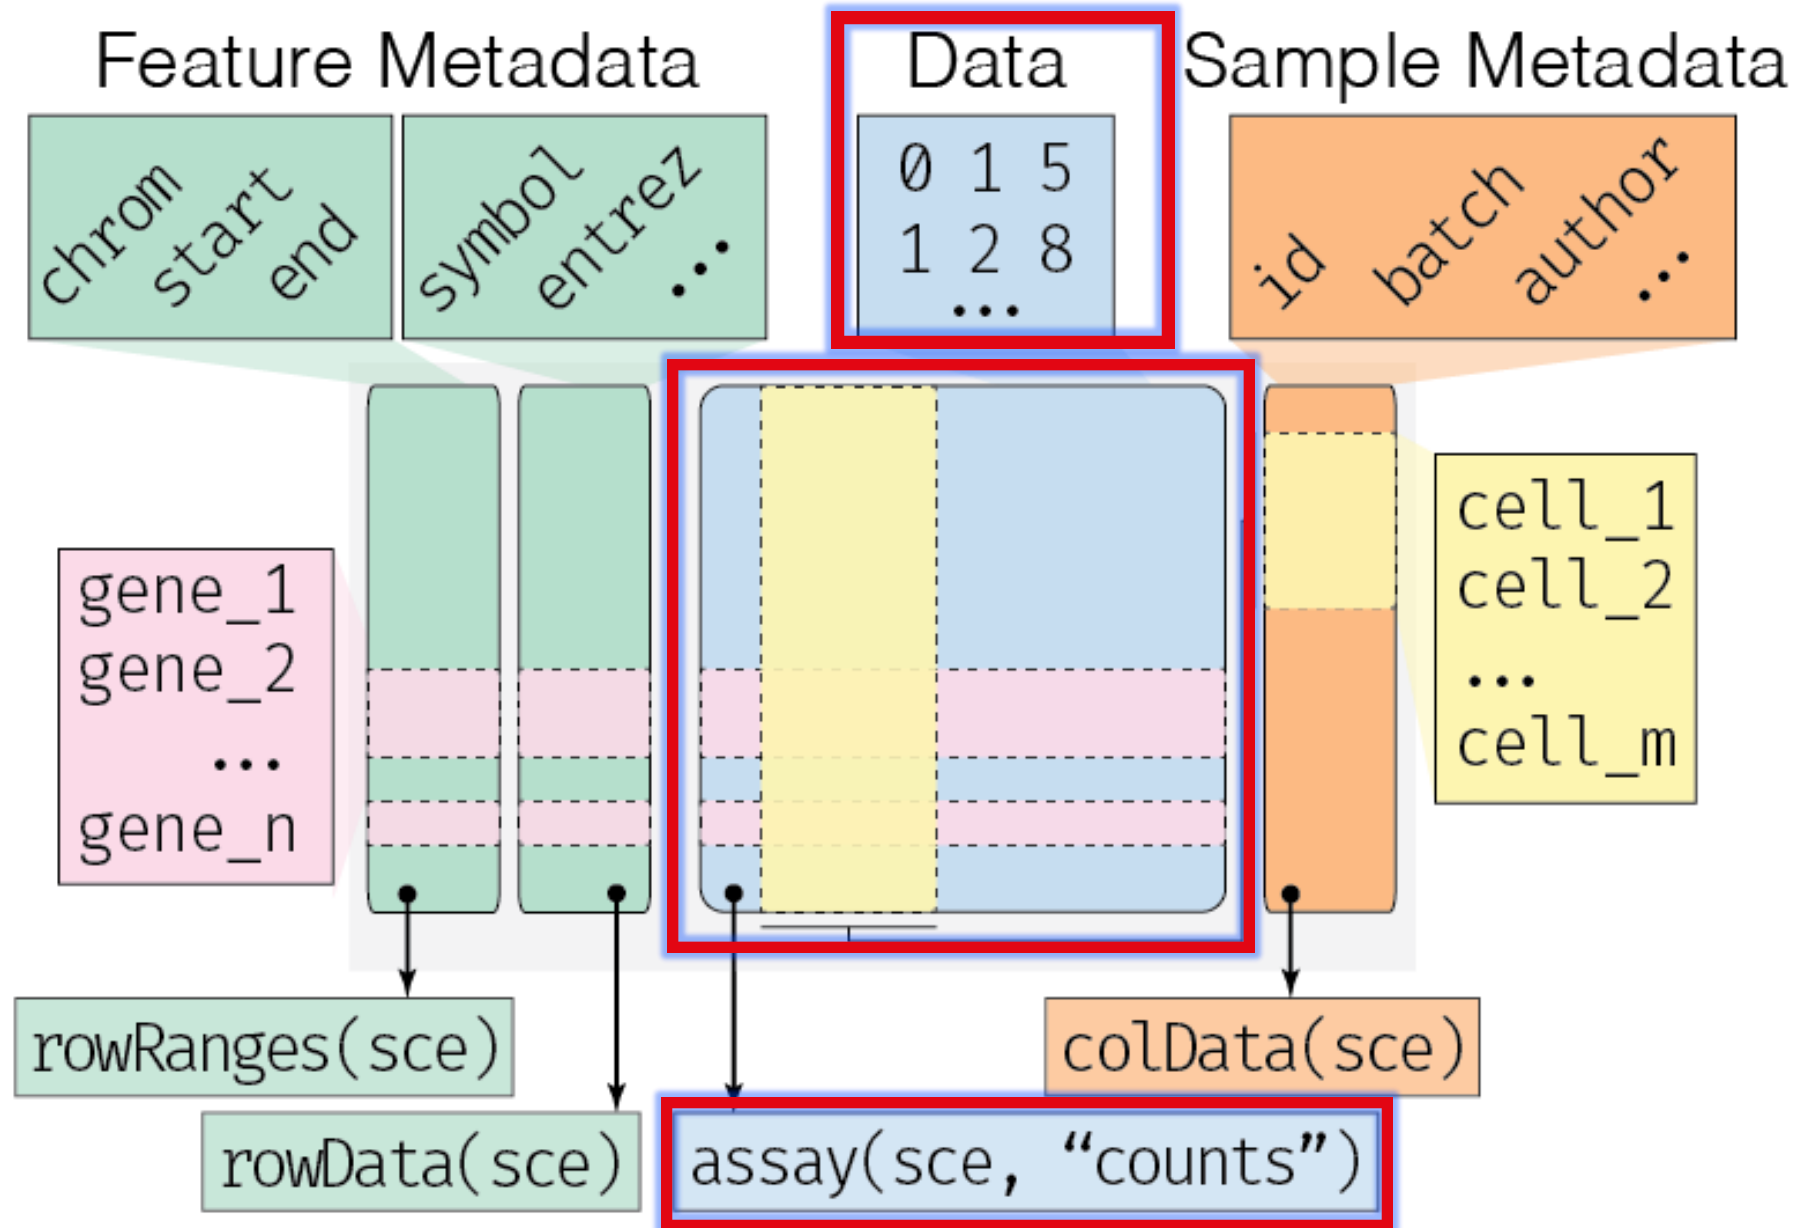 Feature Metadata
Data
Sample Metadata
chrom
start
end
symbol
entrez
...
0 1 5
1 2 8
...
id
batch
author
...
gene_1
gene_2
...
gene_n
cell_1
cell_2
...
cell_m
rowRanges(sce)
colData(sce)
rowData(sce)
assay(sce, “counts”)